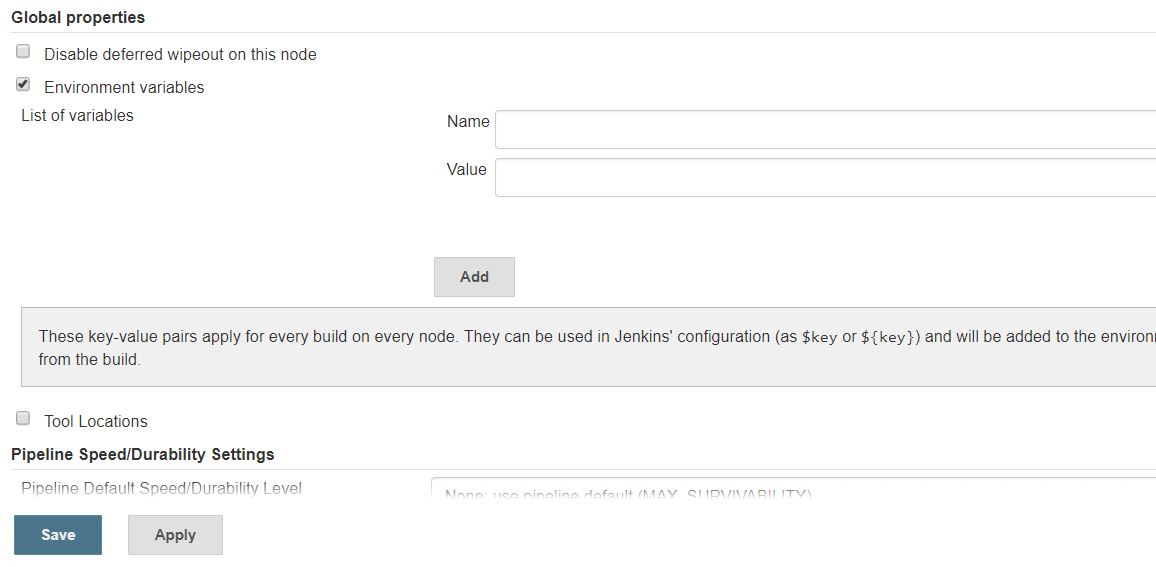 Global properties
Disable deferred wipeout on this node
Environment variables
List of variables
Name
Value
Add
These key-value pairs apply for every build on every node. They can be used in Jenkins' configuration (as $key or ${key}) and will be added to the environ
from the build.
Tool Locations
Pipeline Speed/Durability Settings
Pipeline Default Speed/Durability Level
None: use pipeline default (MAX_SURVIVABILITY)
Save
Apply